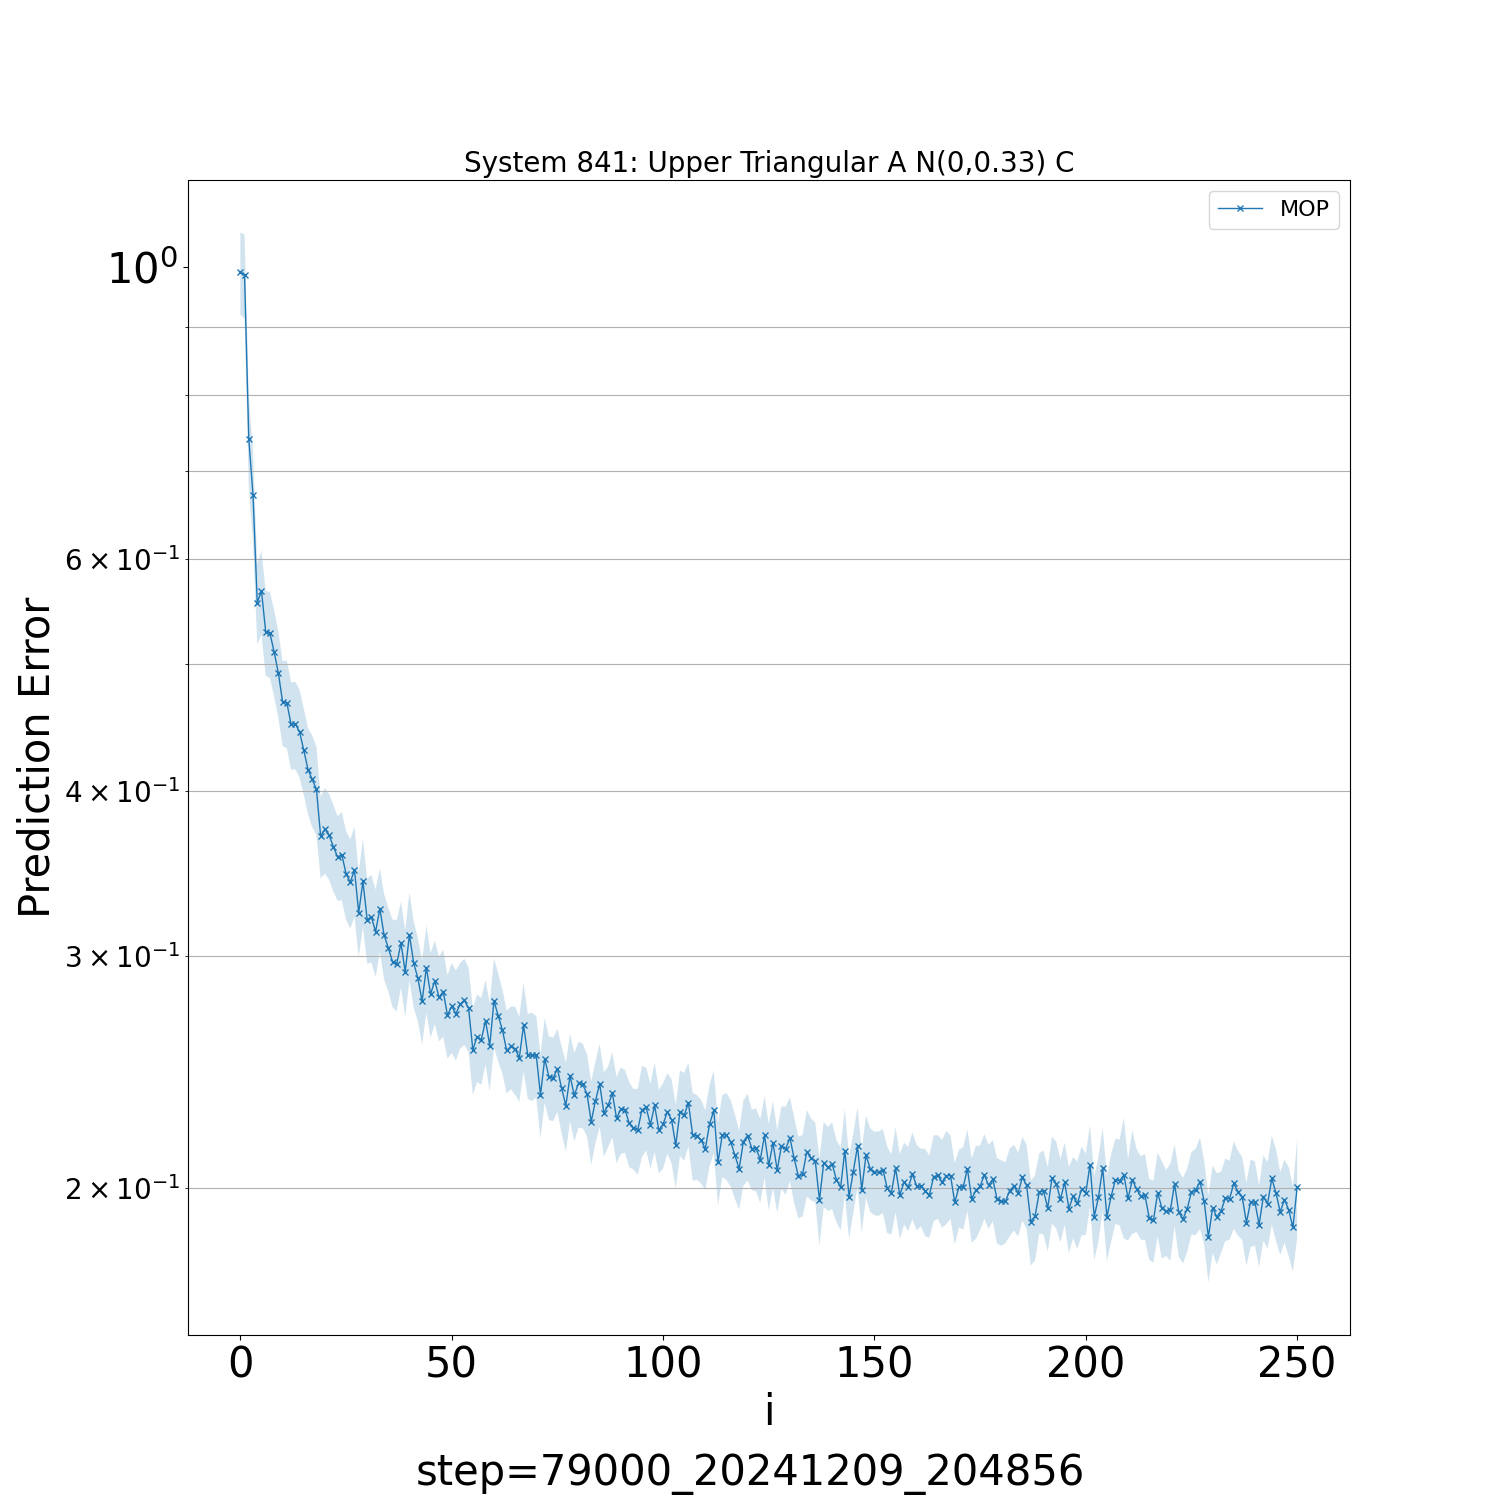 System 841: Upper Triangular A N(0,0.33) C
MOP
10⁰
6 × 10⁻¹
4 × 10⁻¹
3 × 10⁻¹
2 × 10⁻¹
Prediction Error
0 50 100 150 200 250
i
step=79000_20241209_204856